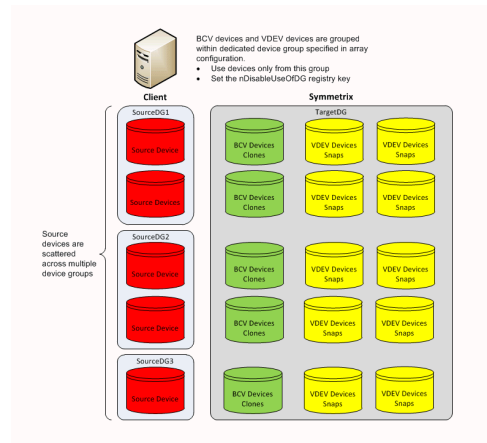 BCV devices and VDEV devices are grouped
within dedicated device group specified in array
configuration.
• Use devices only from this group
• Set the nDisableUseOfDG registry key
Client
Symmetrix
SourceDG1
TargetDG
Source Device
BCV Devices
Clones
VDEV Devices
Snaps
VDEV Devices
Snaps
Source Devices
BCV Devices
Clones
VDEV Devices
Snaps
VDEV Devices
Snaps
Source
devices are
scattered
across multiple
device groups
SourceDG2
Source Device
BCV Devices
Clones
VDEV Devices
Snaps
VDEV Devices
Snaps
Source Device
BCV Devices
Clones
VDEV Devices
Snaps
VDEV Devices
Snaps
SourceDG3
Source Device
BCV Devices
Clones
VDEV Devices
Snaps
VDEV Devices
Snaps